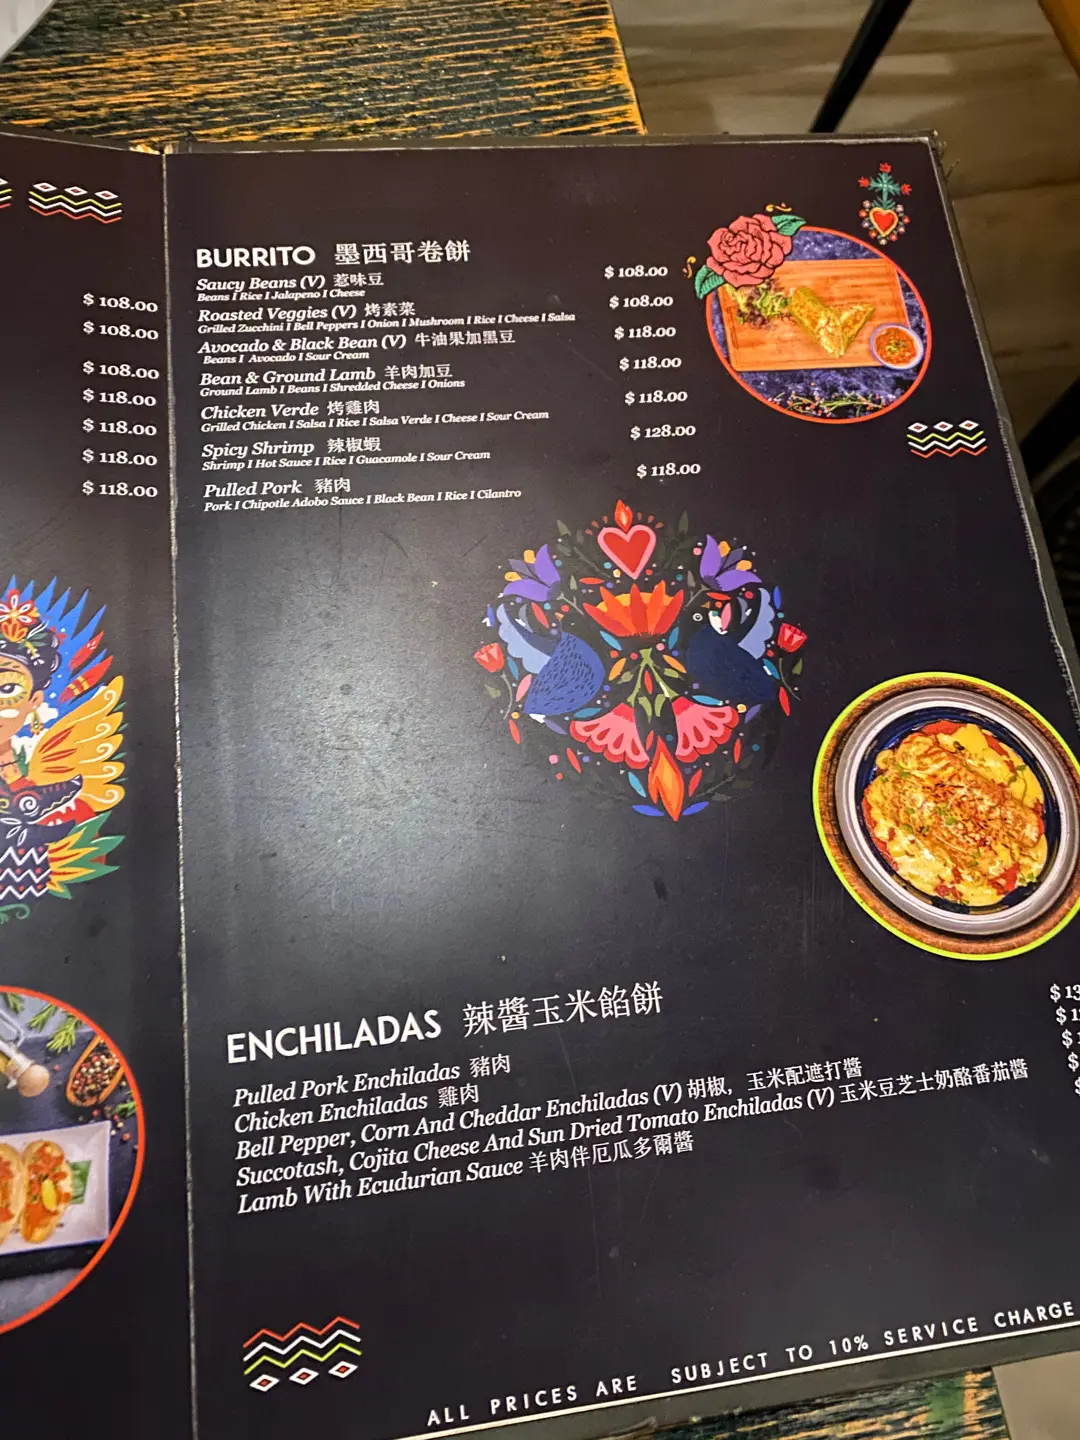 $ 108.00
$ 108.00
$ 108.00
$ 118.00
$ 118.00
$ 118.00
$ 118.00
BURRITO 墨西哥卷餅
Saucy Beans (V) 惹味豆 $ 108.00
Beans I Rice I Jalapeno I Cheese
Roasted Veggies (V) 烤素菜 $ 108.00
Grilled Zucchini I Bell Peppers I Onion I Mushroom I Rice I Cheese I Salsa
Avocado & Black Bean (V) 牛油果加黑豆 $ 118.00
Beans I Avocado I Sour Cream
Bean & Ground Lamb 羊肉加豆 $ 118.00
Ground Lamb I Beans I Shredded Cheese I Onions
Chicken Verde 烤雞肉 $ 118.00
Grilled Chicken I Salsa I Rice I Salsa Verde I Cheese I Sour Cream
Spicy Shrimp 辣椒蝦 $ 128.00
Shrimp I Hot Sauce I Rice I Guacamole I Sour Cream
Pulled Pork 豬肉 $ 118.00
Pork I Chipotle Adobo Sauce I Black Bean I Rice I Cilantro
ENCHILADAS 辣醬玉米餡餅
Pulled Pork Enchiladas 豬肉
Chicken Enchiladas 雞肉
Bell Pepper, Corn And Cheddar Enchiladas (V) 胡椒，玉米配遮打醬
Succotash, Cojita Cheese And Sun Dried Tomato Enchiladas (V) 玉米豆芝士奶酪番茄醬
Lamb With Ecudurian Sauce 羊肉伴厄瓜多爾醬
ALL PRICES ARE SUBJECT TO 10% SERVICE CHARGE